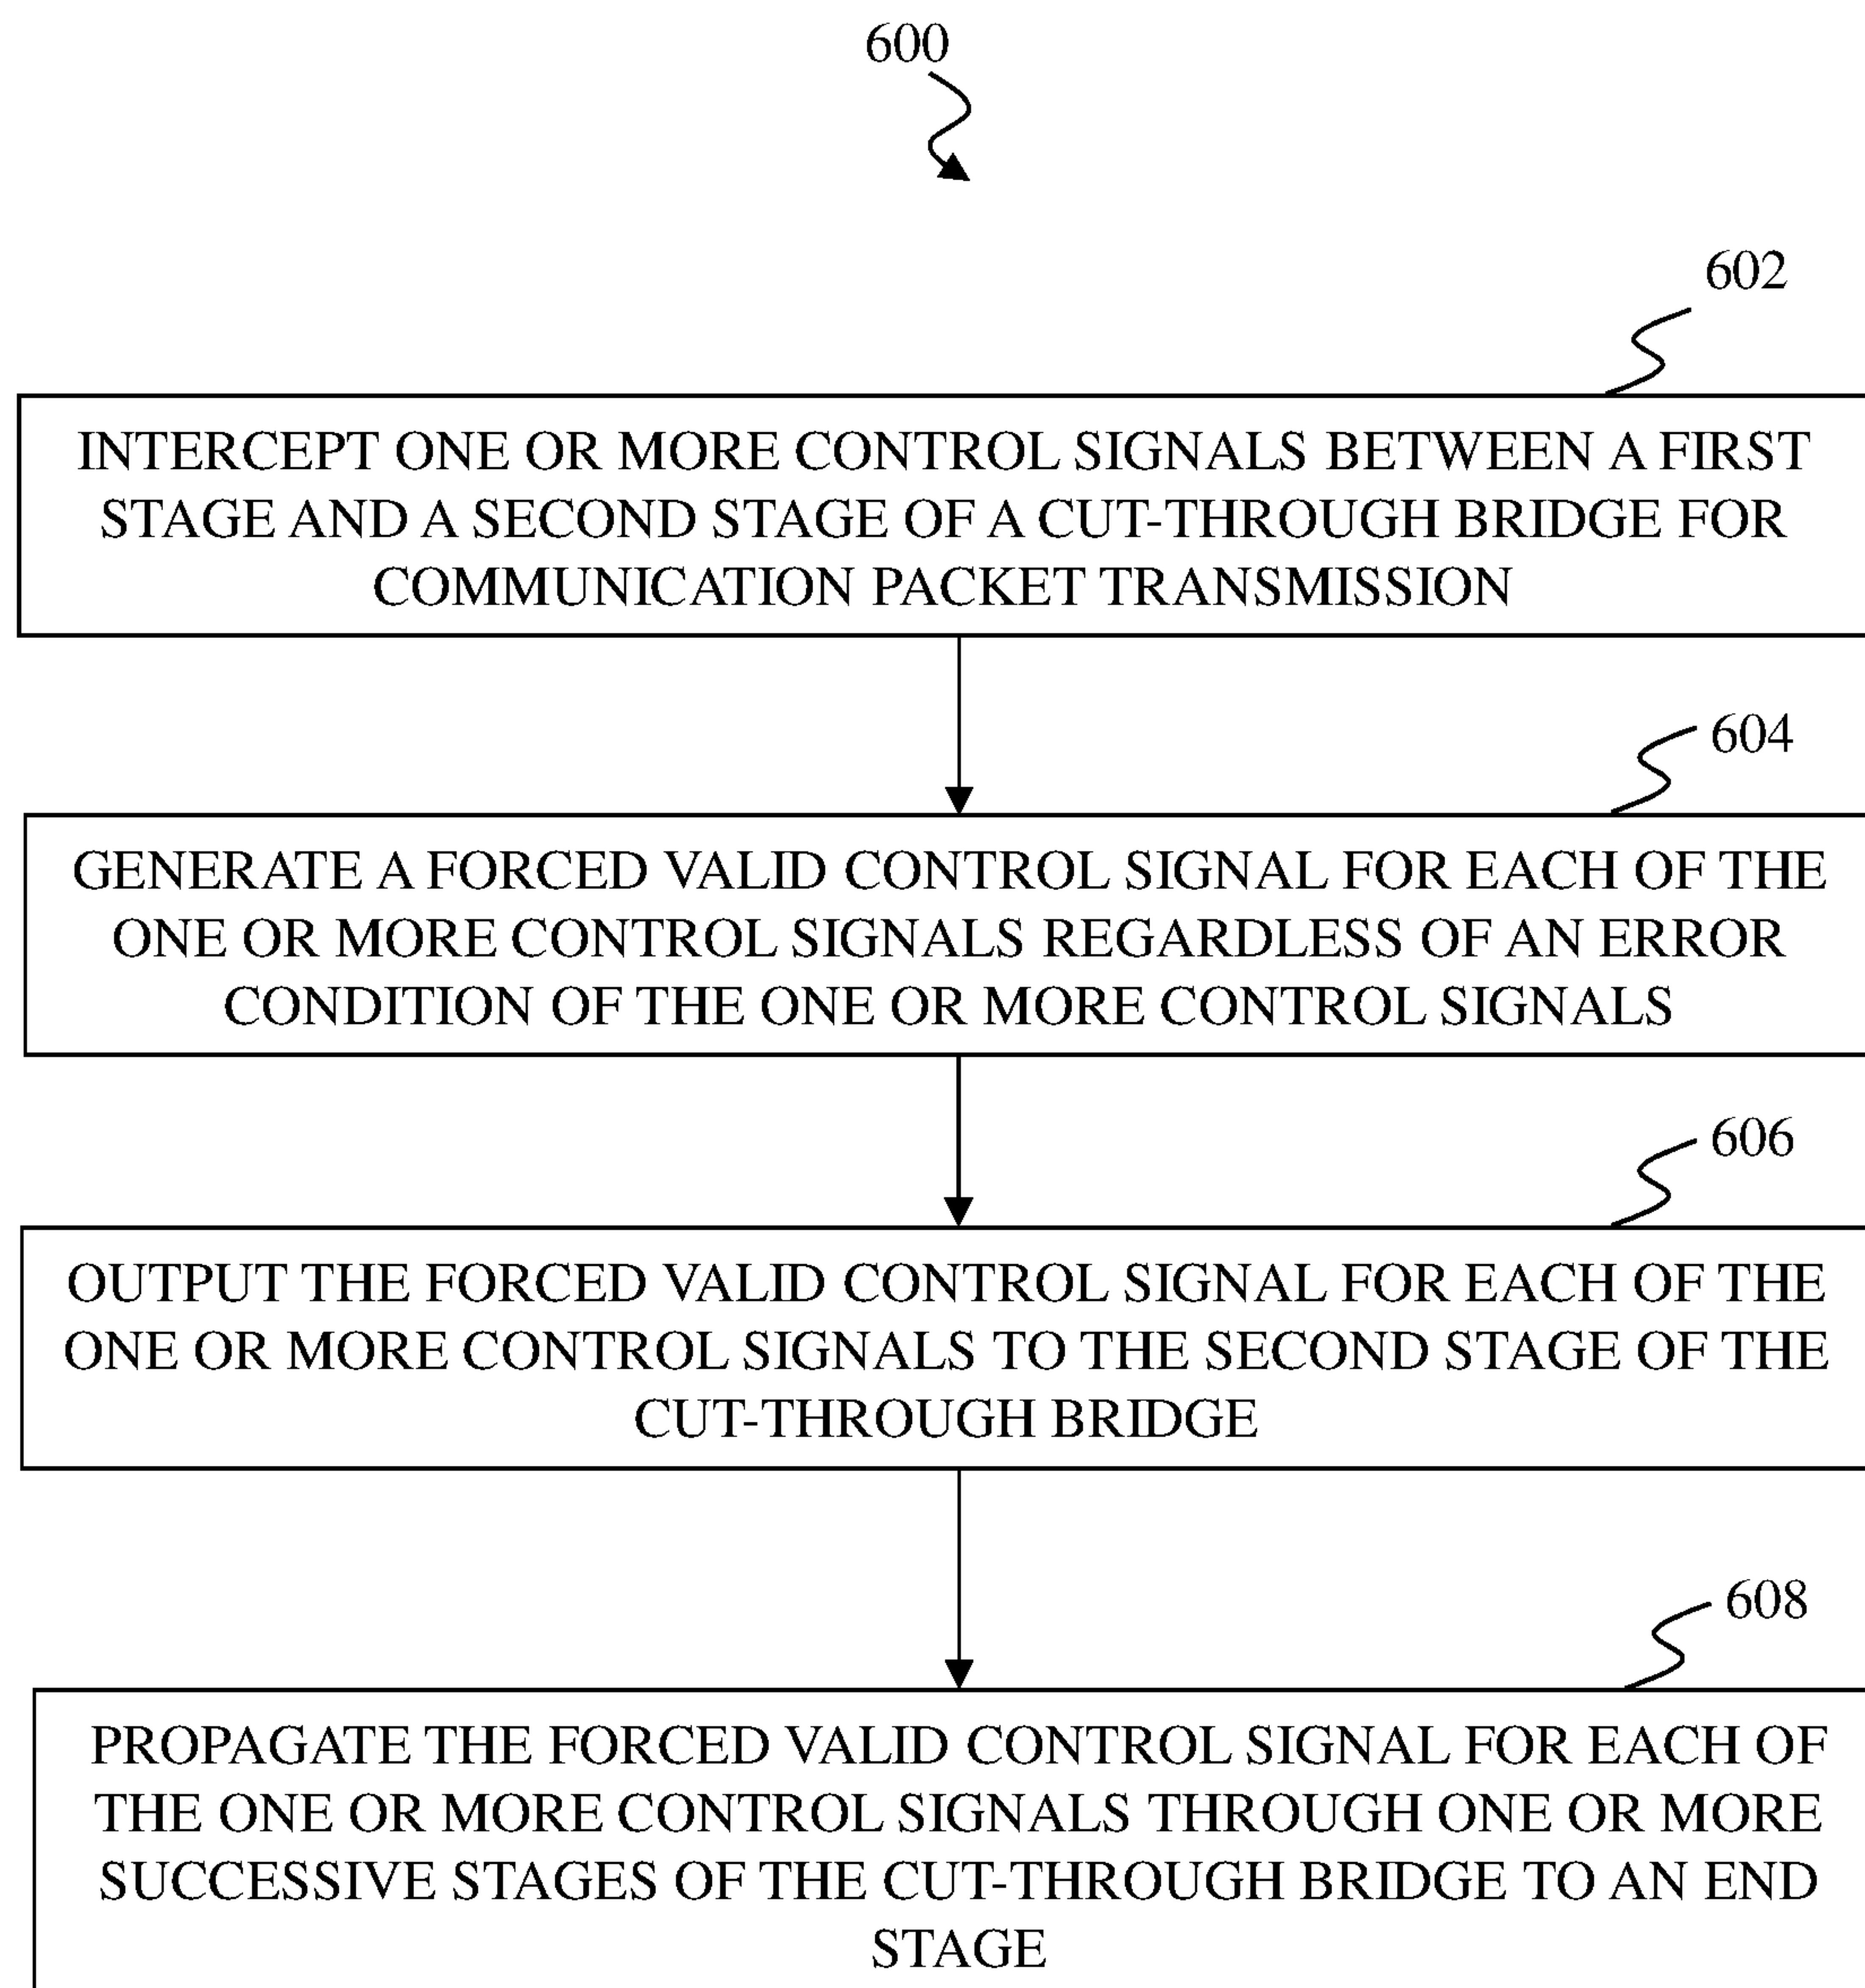 600
602
INTERCEPT ONE OR MORE CONTROL SIGNALS BETWEEN A FIRST
STAGE AND A SECOND STAGE OF A CUT-THROUGH BRIDGE FOR
COMMUNICATION PACKET TRANSMISSION
604
GENERATE A FORCED VALID CONTROL SIGNAL FOR EACH OF THE
ONE OR MORE CONTROL SIGNALS REGARDLESS OF AN ERROR
CONDITION OF THE ONE OR MORE CONTROL SIGNALS
606
OUTPUT THE FORCED VALID CONTROL SIGNAL FOR EACH OF THE
ONE OR MORE CONTROL SIGNALS TO THE SECOND STAGE OF THE
CUT-THROUGH BRIDGE
608
PROPAGATE THE FORCED VALID CONTROL SIGNAL FOR EACH OF
THE ONE OR MORE CONTROL SIGNALS THROUGH ONE OR MORE
SUCCESSIVE STAGES OF THE CUT-THROUGH BRIDGE TO AN END
STAGE